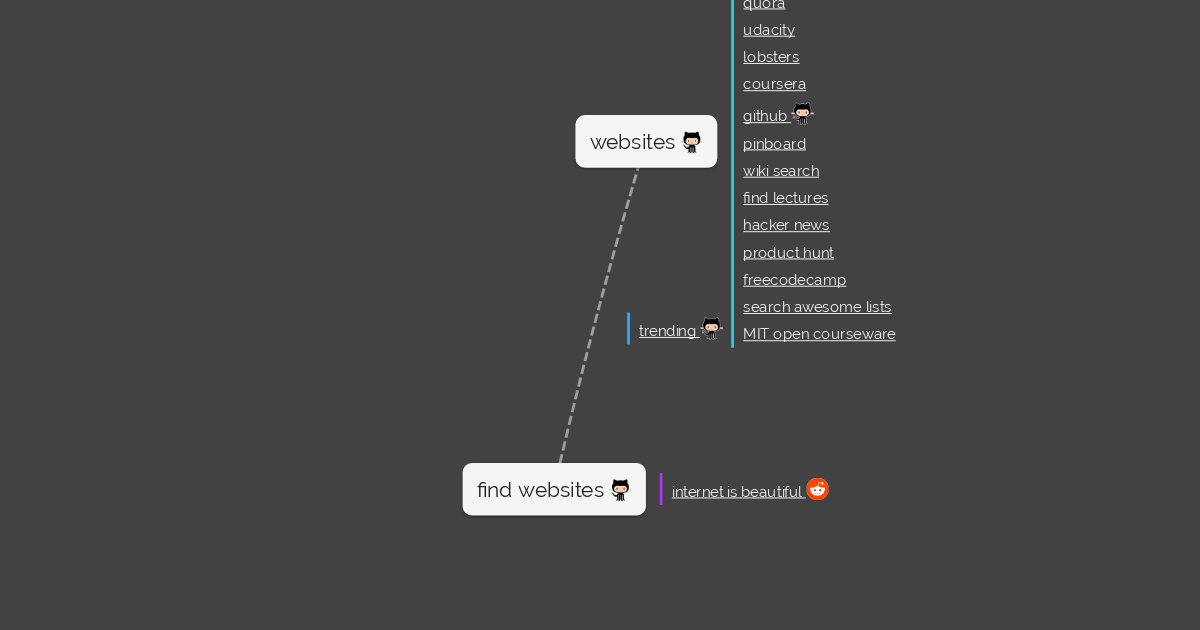 quora
udacity
lobsters
coursera
github
websites
pinboard
wiki search
find lectures
hacker news
product hunt
freecodecamp
search awesome lists
trending
MIT open courseware
find websites
internet is beautiful